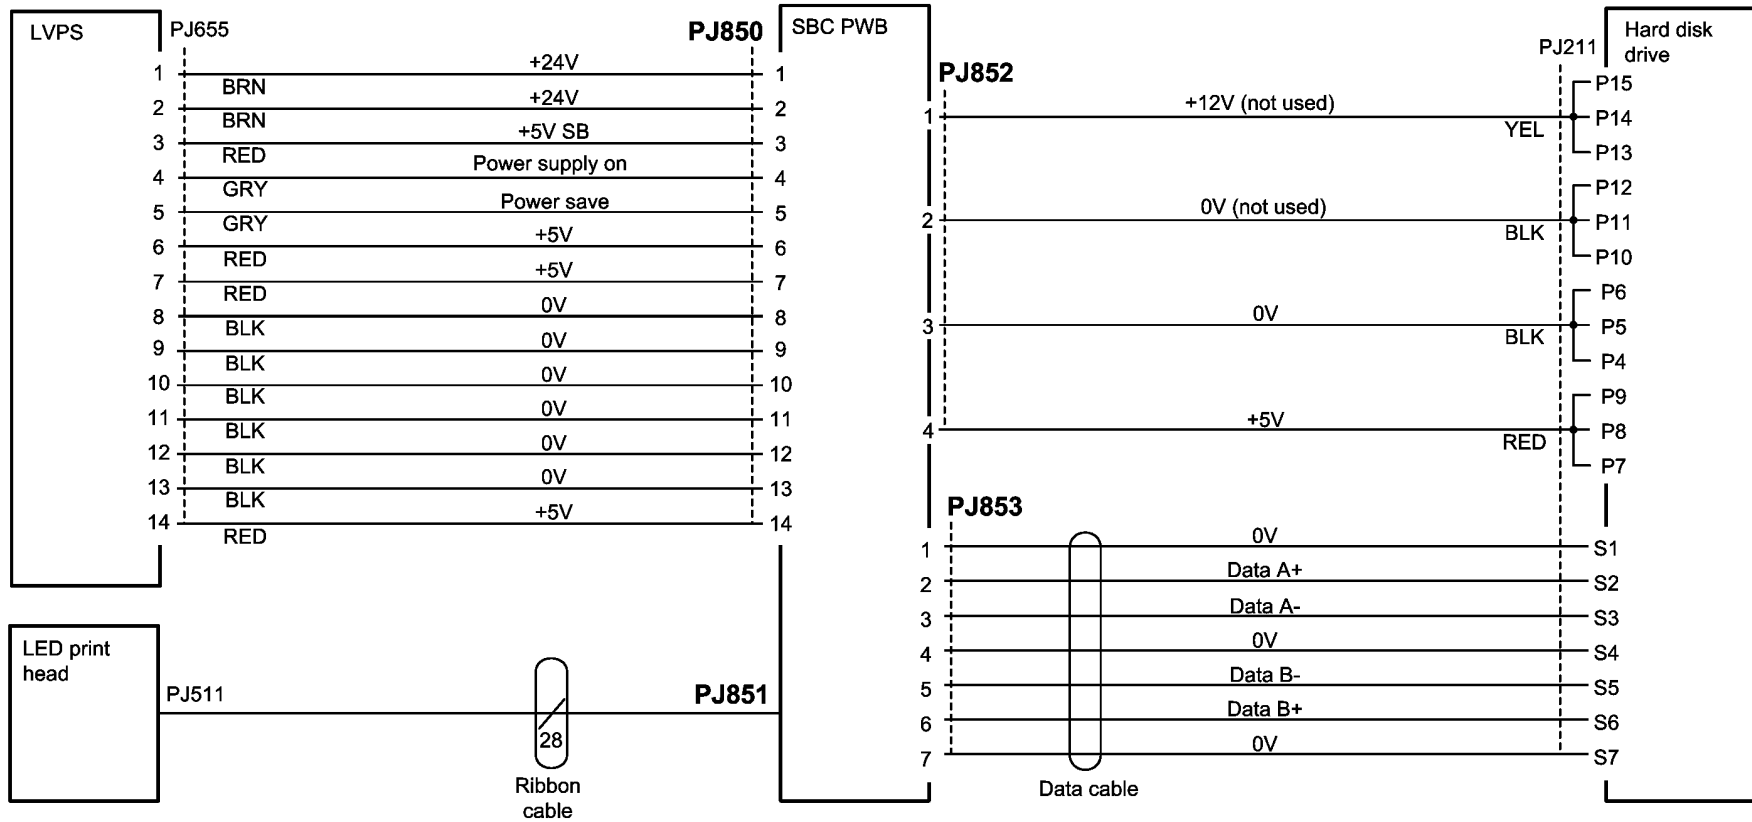 LVPS
PJ655
PJ850
SBC PWB
1 +24V 1
BRN
2 +24V 2
BRN
3 +5V SB 3
RED
4 Power supply on 4
GRY
5 Power save 5
GRY
6 +5V 6
RED
7 +5V 7
RED
8 0V 8
BLK
9 0V 9
BLK
10 0V 10
BLK
11 0V 11
BLK
12 0V 12
BLK
13 0V 13
BLK
14 +5V 14
RED
LED print
head
PJ511
PJ851
28
Ribbon
cable
PJ852
PJ211
Hard disk
drive
P15
1 +12V (not used) P14
YEL
P13
P12
2 0V (not used) P11
BLK
P10
P6
3 0V P5
BLK
P4
P9
4 +5V P8
RED
P7
PJ853
1 0V S1
2 Data A+ S2
3 Data A- S3
4 0V S4
5 Data B- S5
6 Data B+ S6
7 0V S7
Data cable